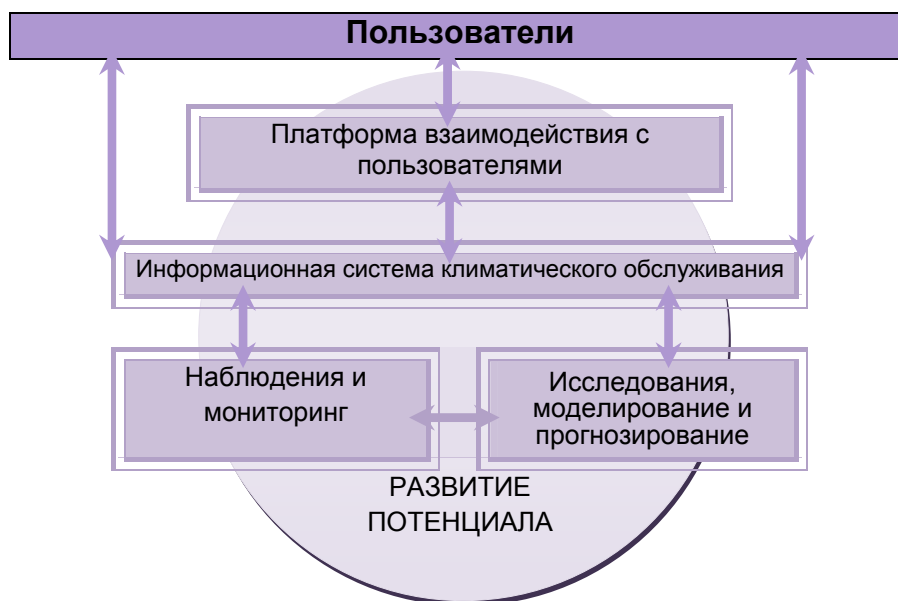 Пользователи
Платформа взаимодействия с
пользователями
Информационная система климатического обслуживания
Наблюдения и
мониторинг
Исследования,
моделирование и
прогнозирование
РАЗВИТИЕ
ПОТЕНЦИАЛА